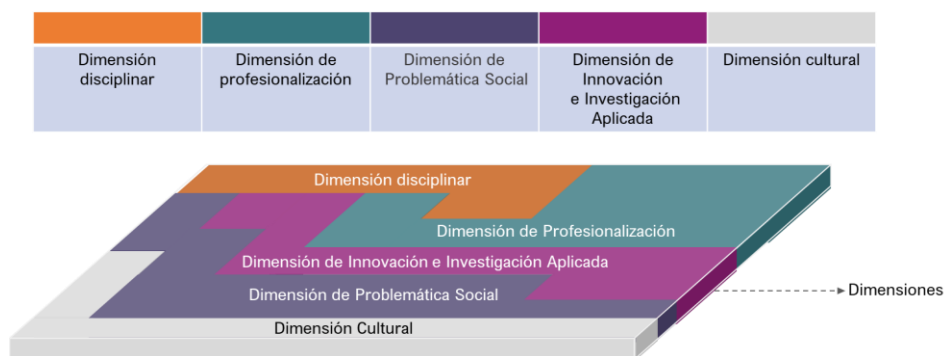 Dimensión
disciplinar
Dimensión de
profesionalización
Dimensión de
Problemática Social
Dimensión de
Innovación
e Investigación
Aplicada
Dimensión cultural
Dimensión disciplinar
Dimensión de Profesionalización
Dimensión de Innovación e Investigación Aplicada
Dimensión de Problemática Social
Dimensiones
Dimensión Cultural